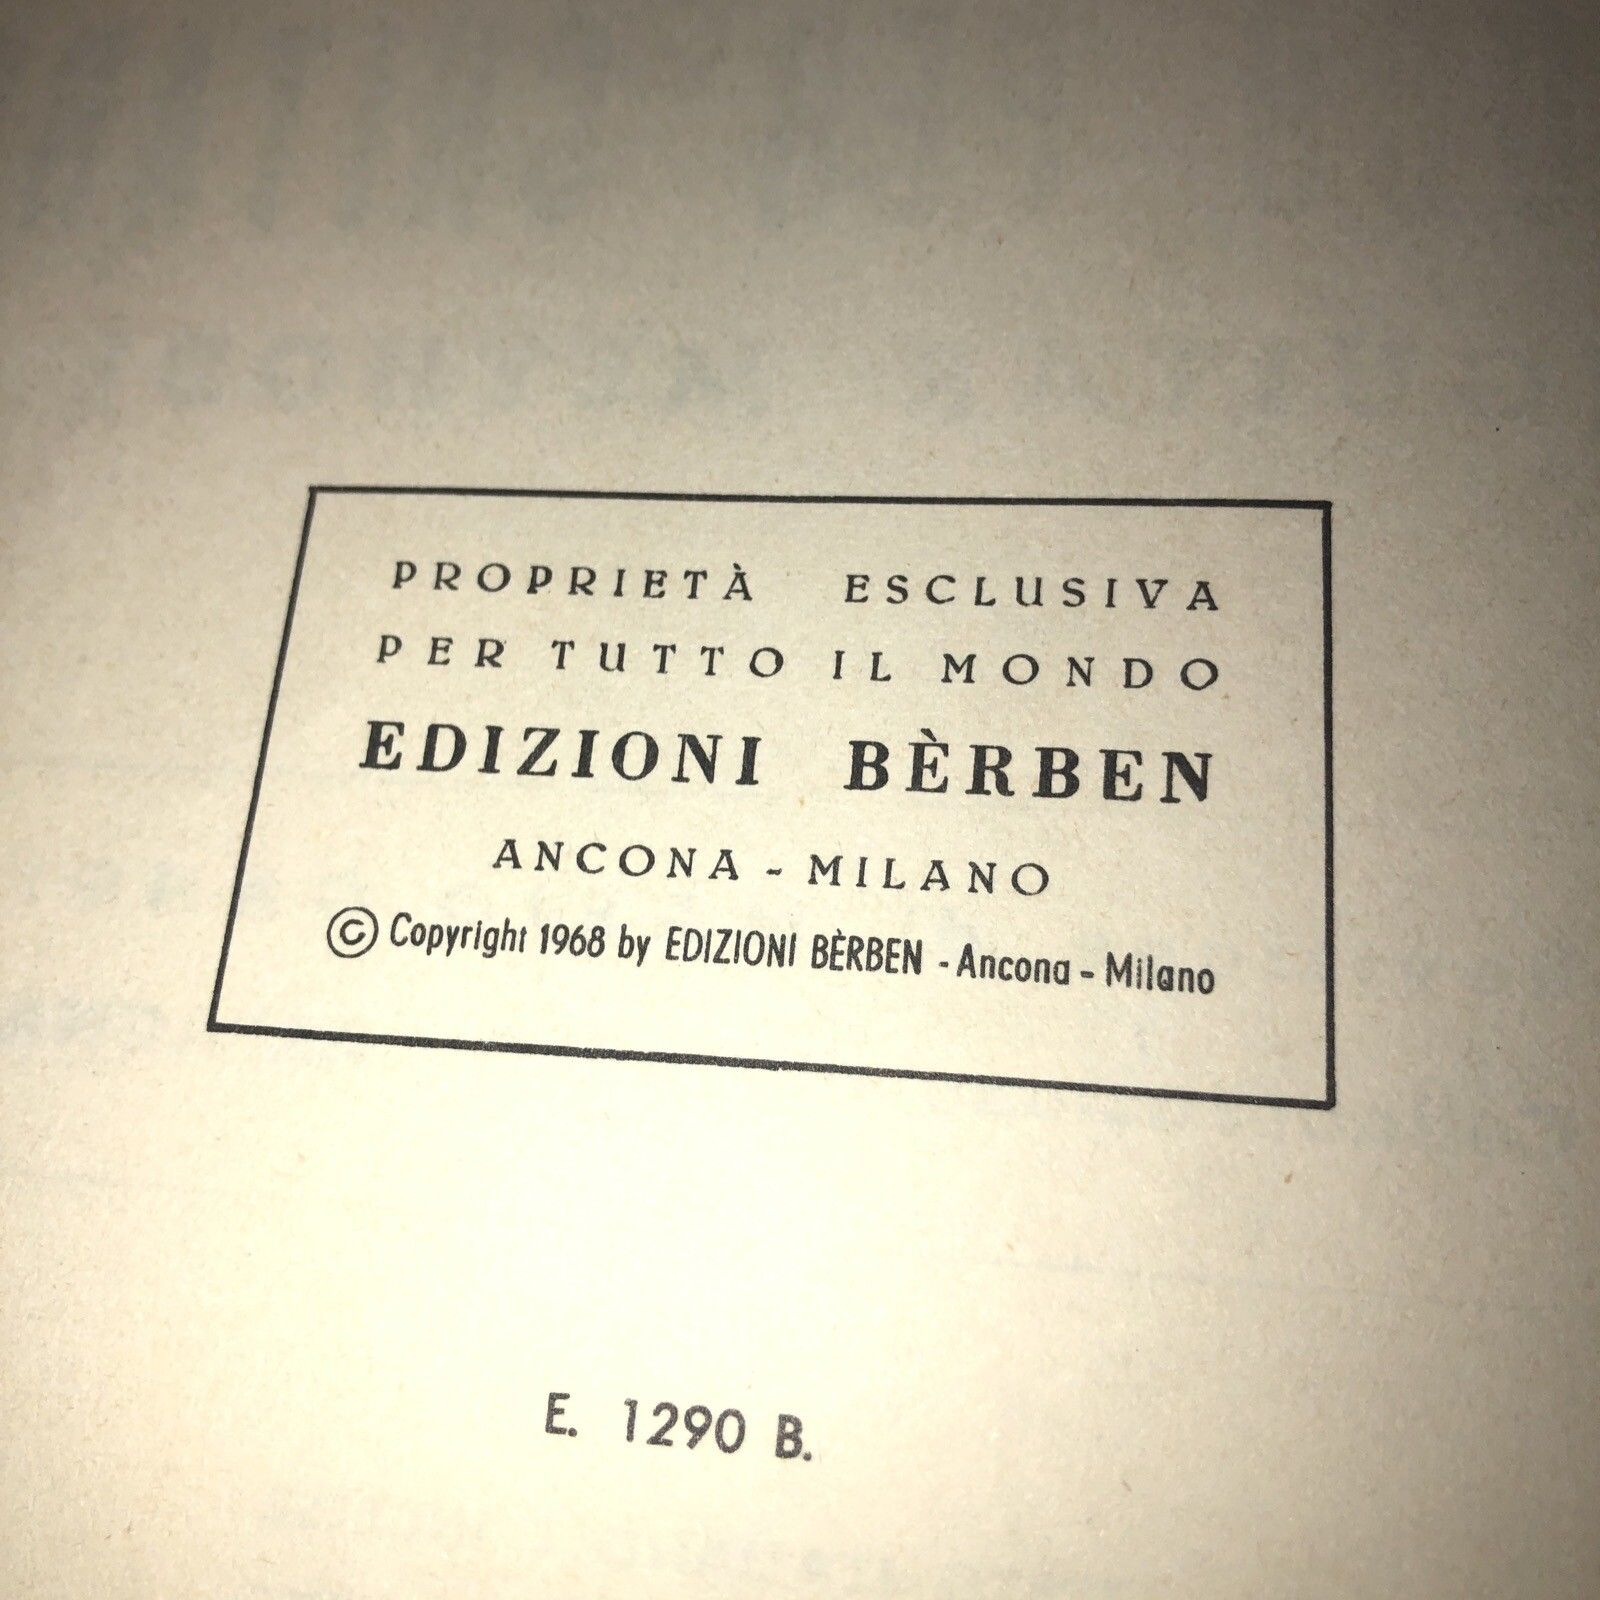 PROPRIETÀ ESCLUSIVA
PER TUTTO IL MONDO
EDIZIONI BÈRBEN
ANCONA - MILANO
© Copyright 1968 by EDIZIONI BÈRBEN - Ancona - Milano
E. 1290 B.